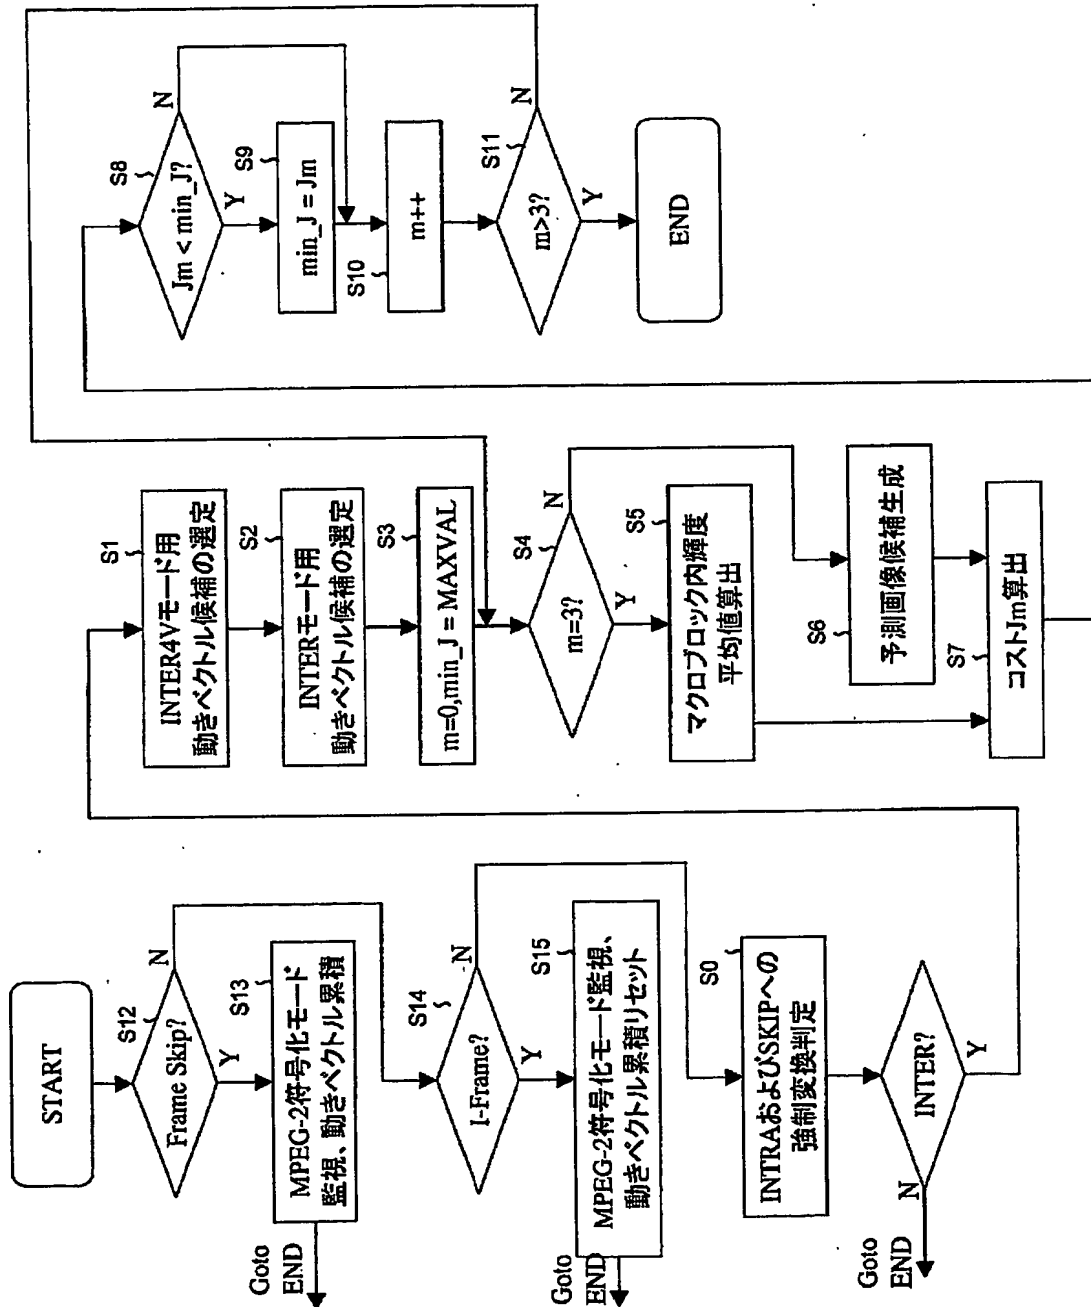 START
S12
Frame Skip?
N
Y
S13
MPEG-2符号化モード
監視、動きベクトル累積
Goto
END
S14
I-Frame?
N
Y
S15
MPEG-2符号化モード監視、
動きベクトル累積リセット
Goto
END
S0
INTRAおよびSKIPへの
強制変換判定
INTER?
N
Y
Goto
END
S1
INTER4Vモード用
動きベクトル候補の選定
S2
INTERモード用
動きベクトル候補の選定
S3
m=0,min_J = MAXVAL
S4
m=3?
N
Y
S5
マクロブロック内輝度
平均値算出
S6
予測画像候補生成
S7
コストJm算出
S8
Jm < min_J?
N
Y
S9
min_J = Jm
S10
m++
S11
m>3?
N
Y
END